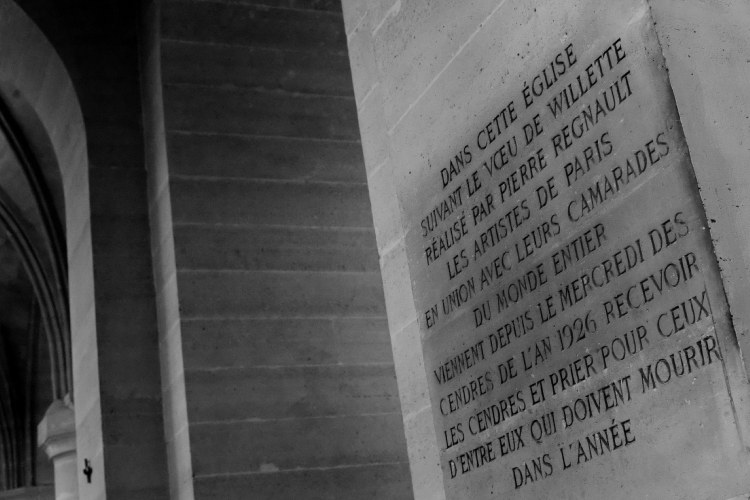 DANS CETTE ÉGLISE
SUIVANT LE VŒU DE WILLETTE
RÉALISÉ PAR PIERRE REGNAULT
LES ARTISTES DE PARIS
EN UNION AVEC LEURS CAMARADES
DU MONDE ENTIER
VIENNENT DEPUIS LE MERCREDI DES
CENDRES DE L'AN 1926 RECEVOIR
LES CENDRES ET PRIER POUR CEUX
D'ENTRE EUX QUI DOIVENT MOURIR
DANS L'ANNÉE